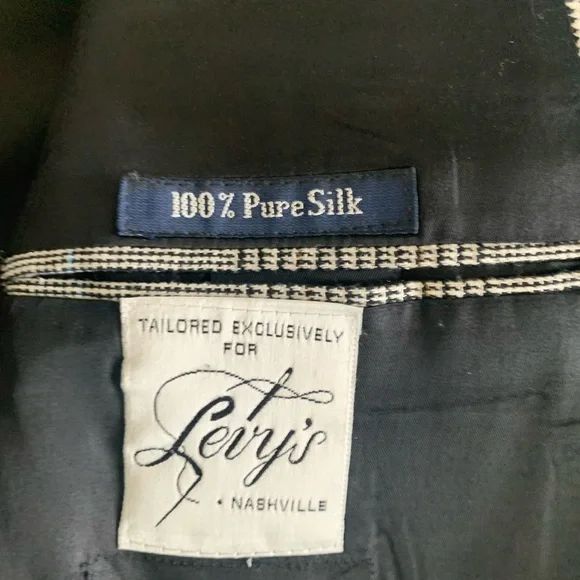 100% Pure Silk
TAILORED EXCLUSIVELY
FOR
Levy's
• NASHVILLE